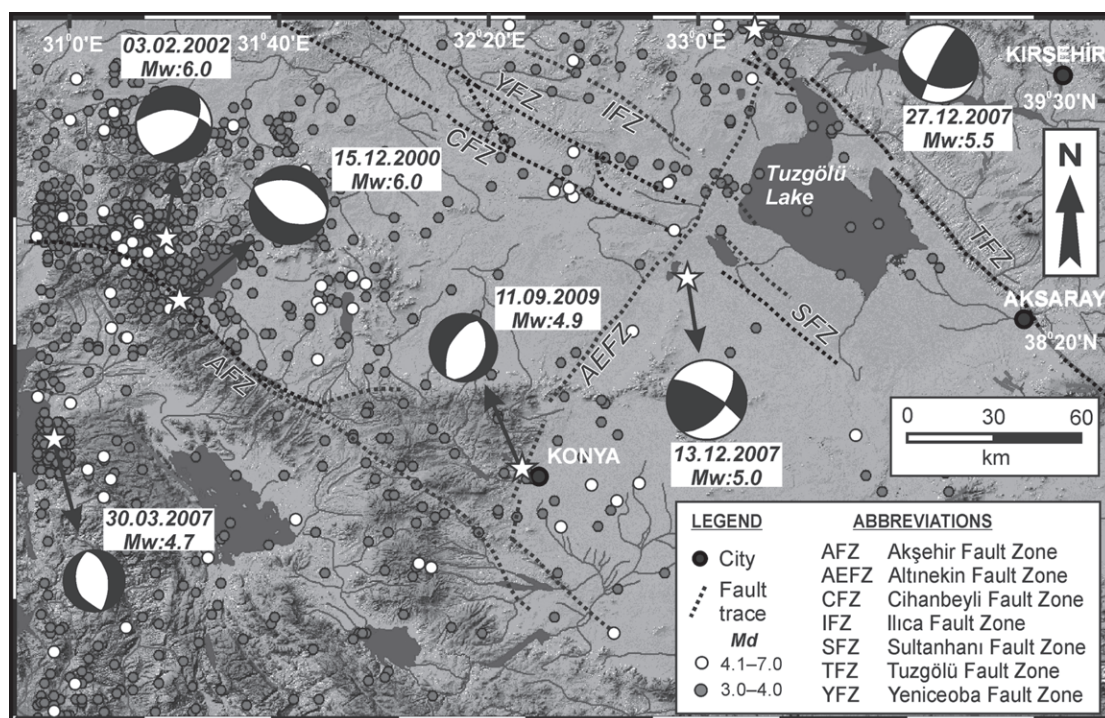 31°0'E
31°40'E
32°20'E
33°0'E
03.02.2002
Mw:6.0
15.12.2000
Mw:6.0
YFZ
IFZ
CFZ
27.12.2007
Mw:5.5
KIRŞEHİR
39°30'N
N
Tuzgölü
Lake
TFZ
AKSARAY
38°20'N
SFZ
11.09.2009
Mw:4.9
AEFZ
AFZ
13.12.2007
Mw:5.0
KONYA
30.03.2007
Mw:4.7
0 30 60
km
LEGEND
City
Fault
trace
Md
4.1–7.0
3.0–4.0
ABBREVIATIONS
AFZ Akşehir Fault Zone
AEFZ Altınekin Fault Zone
CFZ Cihanbeyli Fault Zone
IFZ Ilıca Fault Zone
SFZ Sultanhanı Fault Zone
TFZ Tuzgölü Fault Zone
YFZ Yeniceoba Fault Zone